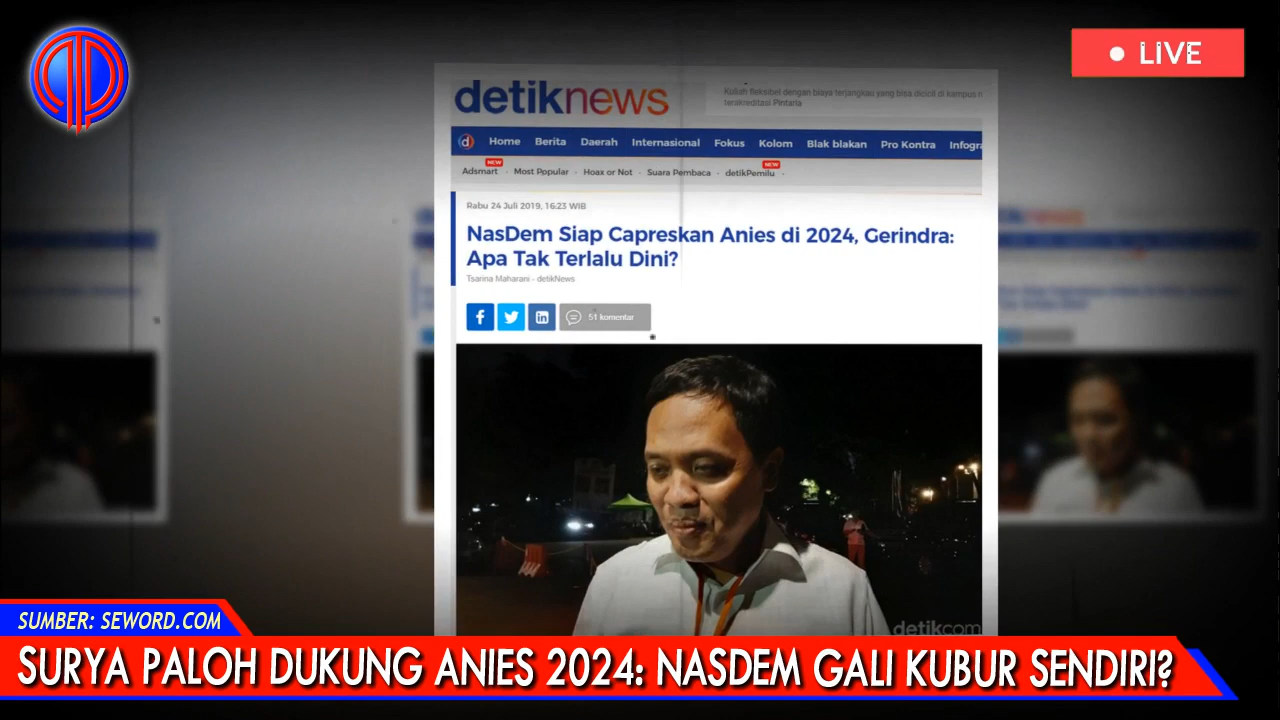 LIVE
detiknews
Kuliah fleksibel dengan biaya terjangkau yang bisa dicicil di kampus
terakreditasi Pintaria
Home Berita Daerah Internasional Fokus Kolom Blak blakan Pro Kontra Infogra
NEW NEW
Adsmart · Most Popular · Hoax or Not · Suara Pembaca · detikPemilu ·
Rabu 24 Juli 2019, 16:23 WIB
NasDem Siap Capreskan Anies di 2024, Gerindra:
Apa Tak Terlalu Dini?
Tsarina Maharani - detikNews
51 komentar
detikcom
SUMBER: SEWORD.COM
SURYA PALOH DUKUNG ANIES 2024: NASDEM GALI KUBUR SENDIRI?